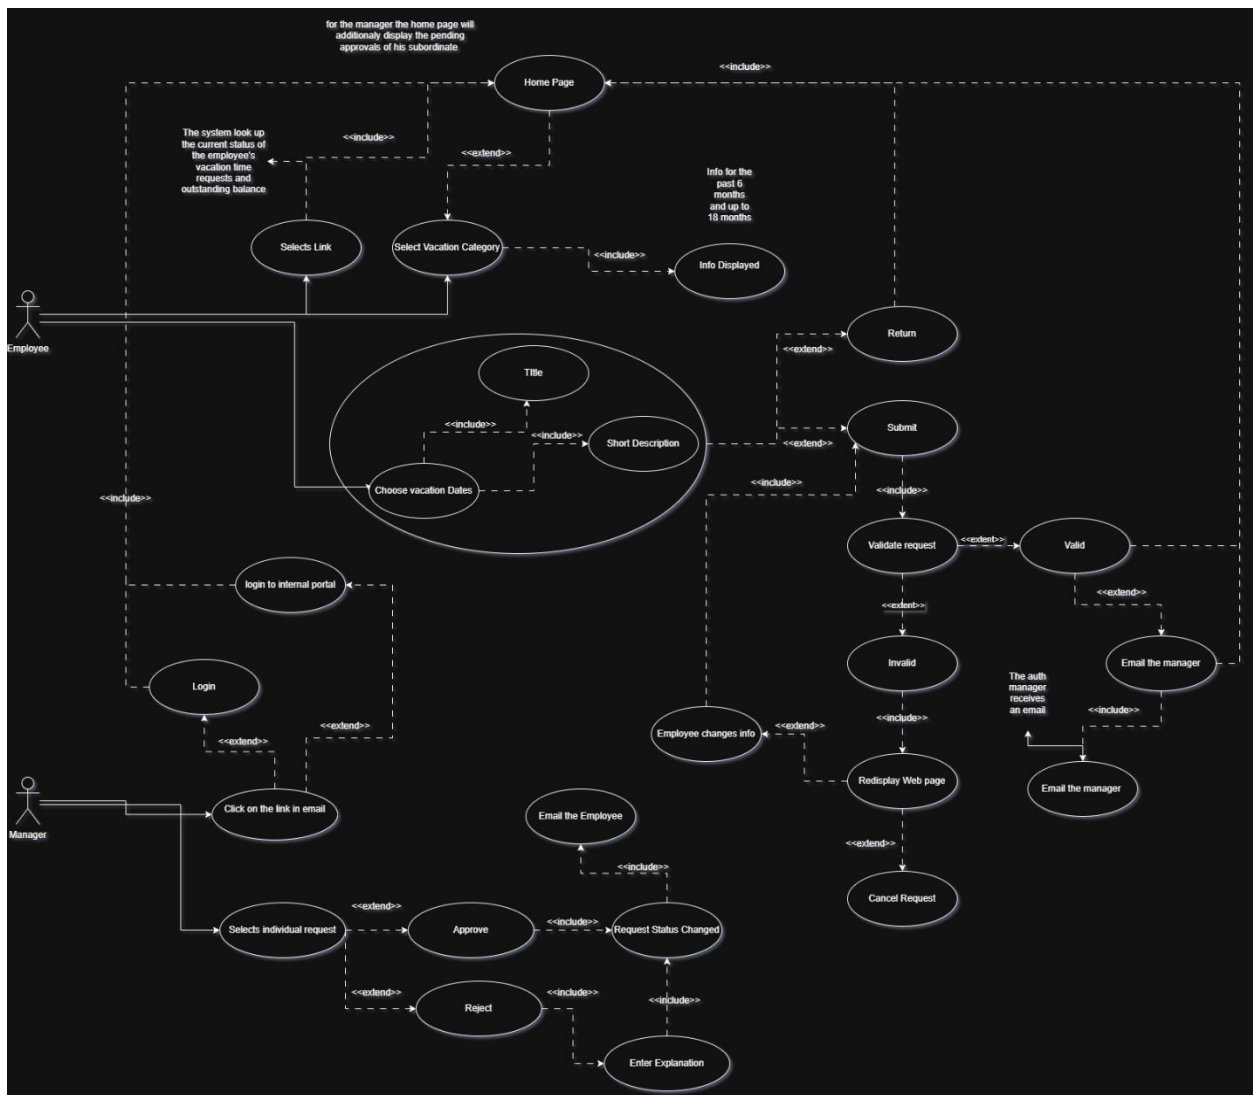 for the manager the home page will
additionaly display the pending
approvals of his subordinate
<<include>>
Home Page
The system look up
the current status of
the employee's
vacation time
requests and
outstanding balance
<<include>>
<<extend>>
Info for the
past 6
months
and up to
18 months
Selects Link
Select Vacation Category
<<include>>
Info Displayed
Employee
Return
<<extend>>
Title
<<include>>
<<include>>
Short Description
<<extend>>
Submit
Choose vacation Dates
<<include>>
<<include>>
<<include>>
Validate request
<<extent>>
Valid
login to internal portal
<<extent>>
<<extend>>
Login
Invalid
Email the manager
The auth
manager
receives
an email
<<include>>
<<include>>
<<extend>>
<<extend>>
Employee changes info
<<extend>>
Redisplay Web page
Email the manager
Manager
Click on the link in email
Email the Employee
<<extend>>
<<include>>
Cancel Request
Selects individual request
<<extend>>
Approve
<<include>>
Request Status Changed
<<extend>>
Reject
<<include>>
<<include>>
Enter Explanation